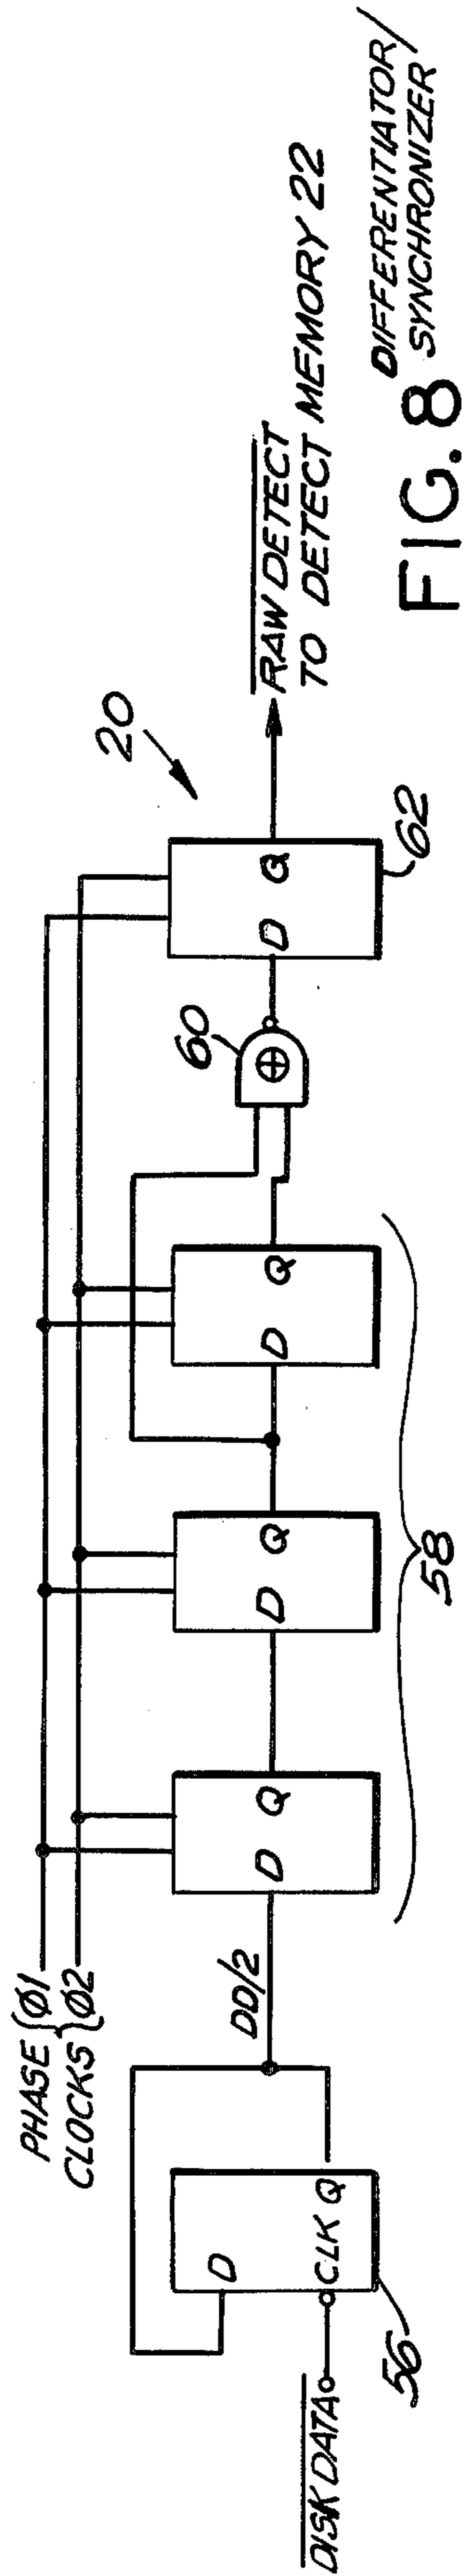 PHASE { Ø1
CLOCKS { Ø2
DISK DATA
D
CLK Q
56
DD/2
D Q
D Q
D Q
58
60
⊕
D Q
62
20
RAW DETECT
TO DETECT MEMORY 22
FIG. 8
DIFFERENTIATOR/
SYNCHRONIZER